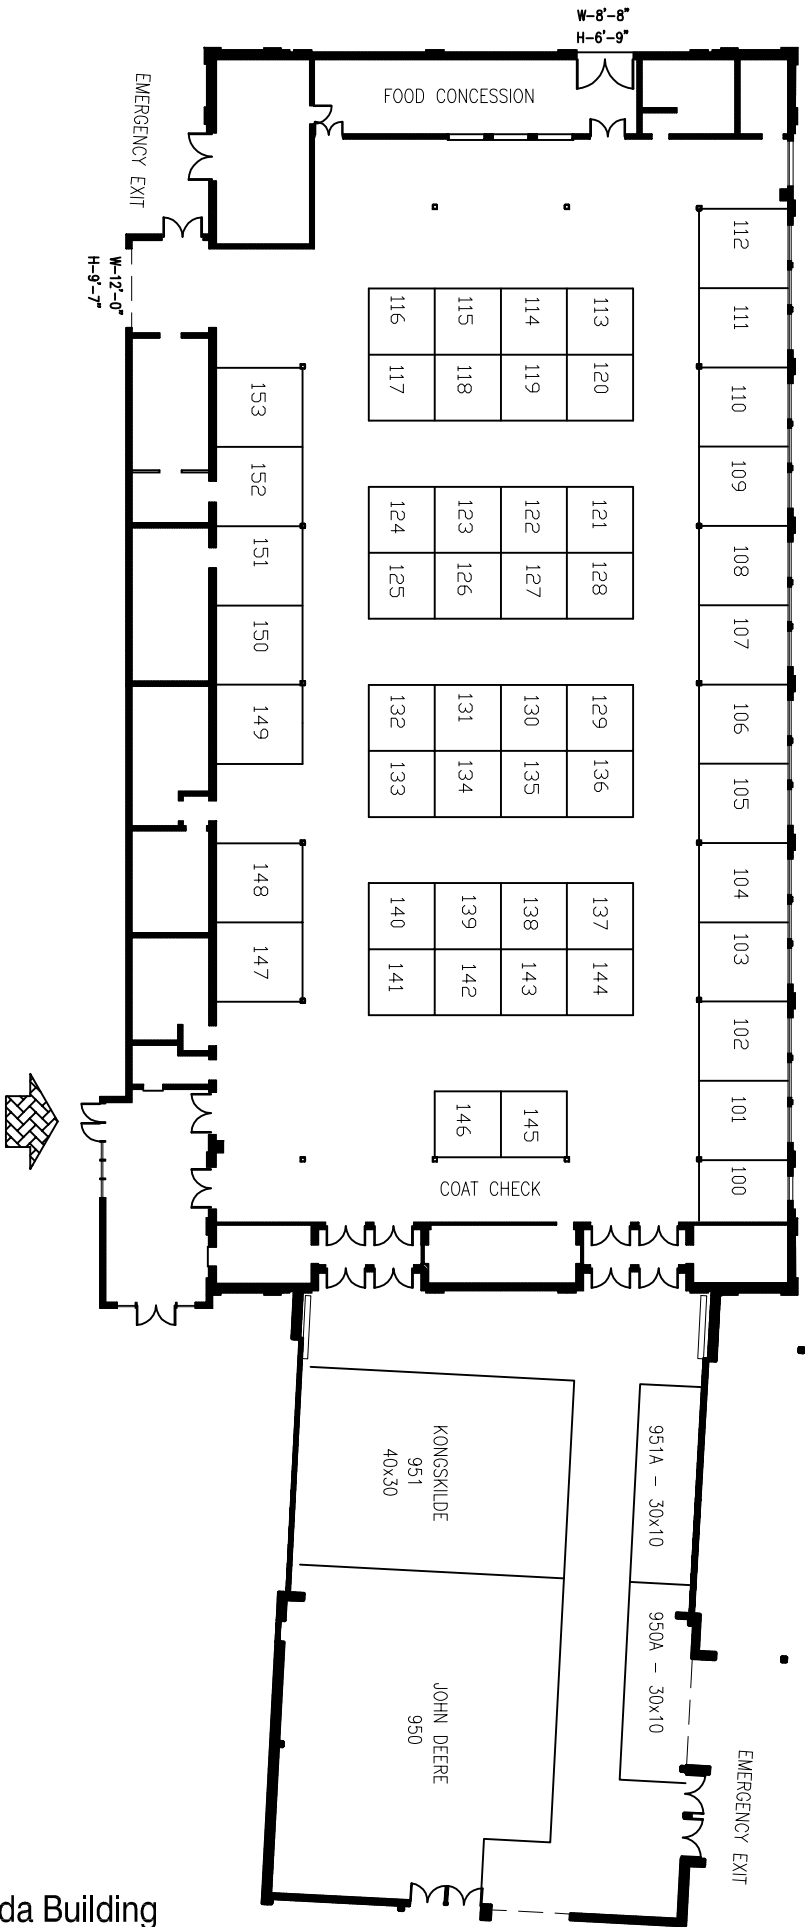 W-8'-8"
H-6'-9"
FOOD CONCESSION
EMERGENCY EXIT
W-12'-0"
H-9'-7"
112
111
110
109
108
107
106
105
104
103
102
101
100
116 115 114 113
117 118 119 120
124 123 122 121
125 126 127 128
132 131 130 129
133 134 135 136
140 139 138 137
141 142 143 144
146 145
153
152
151
150
149
148
147
COAT CHECK
KONGSKILDE
951
40x30
951A - 30x10
950A - 30x10
JOHN DEERE
950
EMERGENCY EXIT
da Building